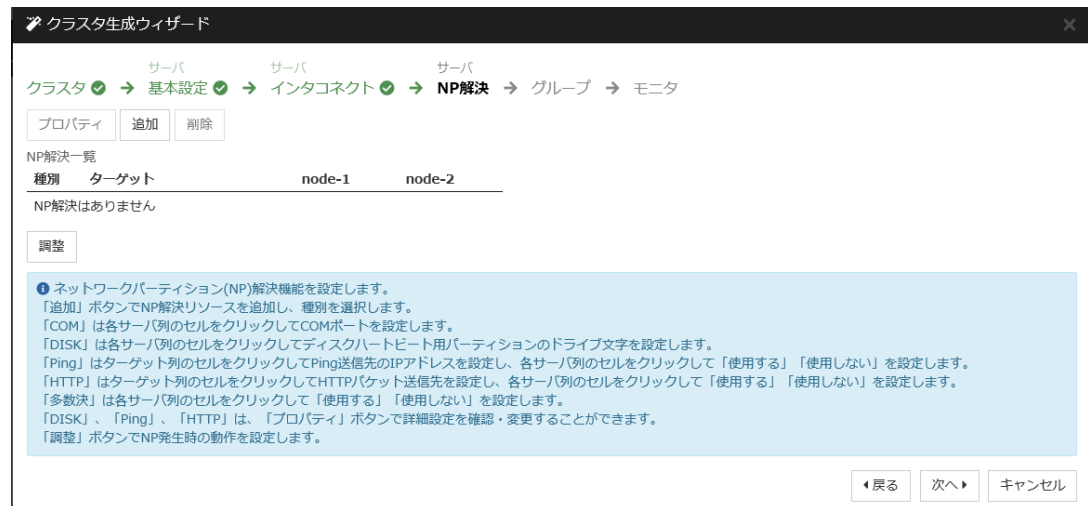 クラスタ生成ウィザード ×
サーバ サーバ サーバ
クラスタ → 基本設定 → インタコネクト → NP解決 → グループ → モニタ
プロパティ 追加 削除
NP解決一覧
種別 ターゲット node-1 node-2
NP解決はありません
調整
ネットワークパーティション(NP)解決機能を設定します。
「追加」ボタンでNP解決リソースを追加し、種別を選択します。
「COM」は各サーバ列のセルをクリックしてCOMポートを設定します。
「DISK」は各サーバ列のセルをクリックしてディスクハートビート用パーティションのドライブ文字を設定します。
「Ping」はターゲット列のセルをクリックしてPing送信先のIPアドレスを設定し、各サーバ列のセルをクリックして「使用する」「使用しない」を設定します。
「HTTP」はターゲット列のセルをクリックしてHTTPパケット送信先を設定し、各サーバ列のセルをクリックして「使用する」「使用しない」を設定します。
「多数決」は各サーバ列のセルをクリックして「使用する」「使用しない」を設定します。
「DISK」、「Ping」、「HTTP」は、「プロパティ」ボタンで詳細設定を確認・変更することができます。
「調整」ボタンでNP発生時の動作を設定します。
戻る 次へ キャンセル